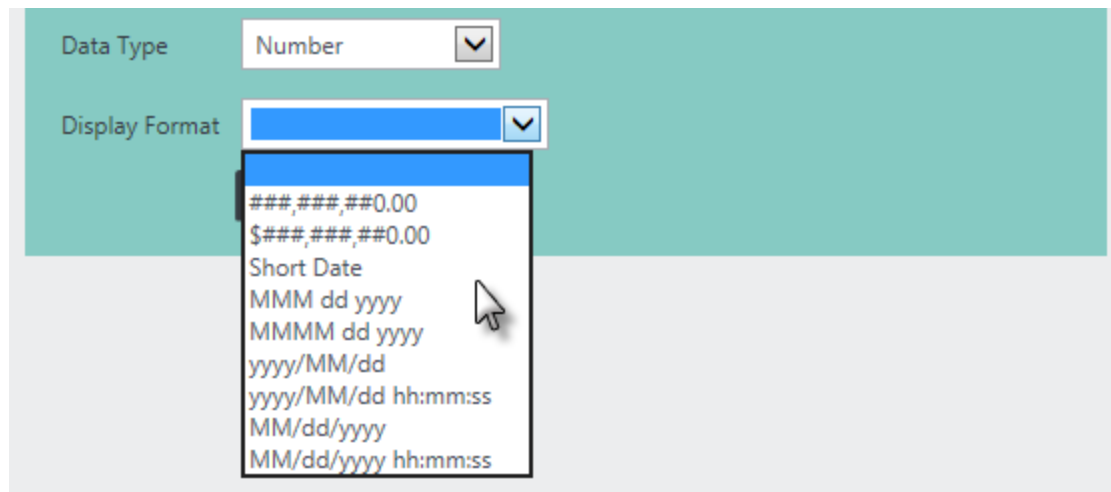 Data Type Number
Display Format
###,###,##0.00
$###,###,##0.00
Short Date
MMM dd yyyy
MMMM dd yyyy
yyyy/MM/dd
yyyy/MM/dd hh:mm:ss
MM/dd/yyyy
MM/dd/yyyy hh:mm:ss